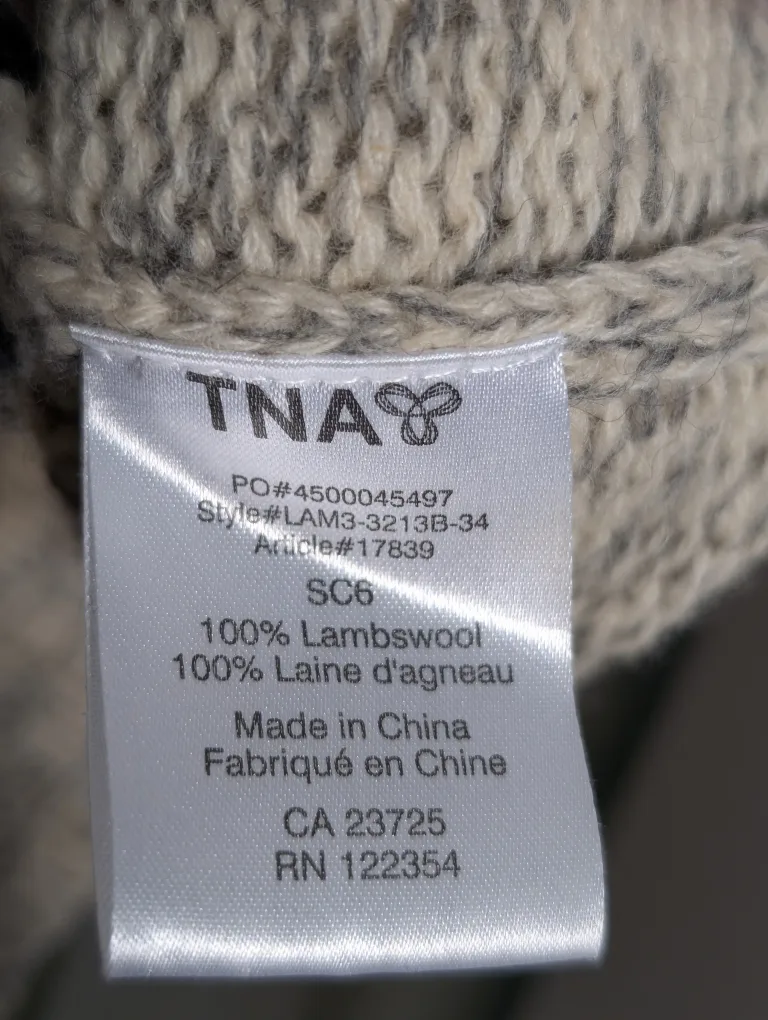 TNA
PO#4500045497
Style#LAM3-3213B-34
Article#17839
SC6
100% Lambswool
100% Laine d'agneau
Made in China
Fabriqué en Chine
CA 23725
RN 122354